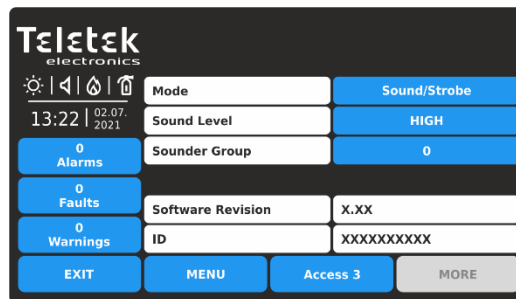 Teletek
electronics
13:22 02.07.
2021
0
Alarms
0
Faults
0
Warnings
Mode Sound/Strobe
Sound Level HIGH
Sounder Group 0
Software Revision X.XX
ID XXXXXXXXXX
EXIT MENU Access 3 MORE